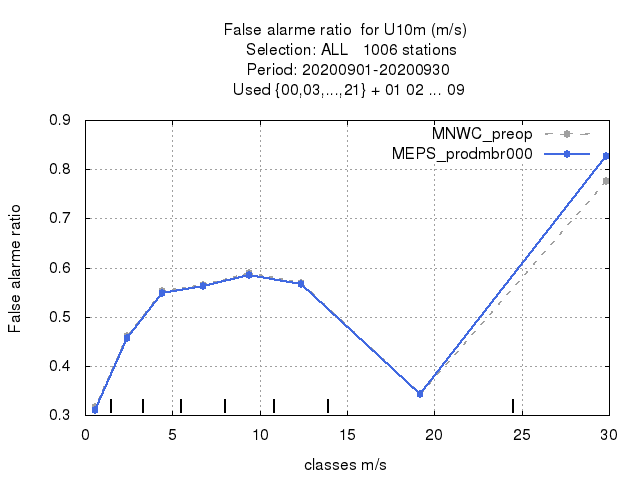 False alarme ratio  for U10m (m/s)
Selection: ALL   1006 stations
Period: 20200901-20200930
Used {00,03,...,21} + 01 02 ... 09
MNWC_preop
MEPS_prodmbr000
False alarme ratio
0.9
0.8
0.7
0.6
0.5
0.4
0.3
0 5 10 15 20 25 30
classes m/s